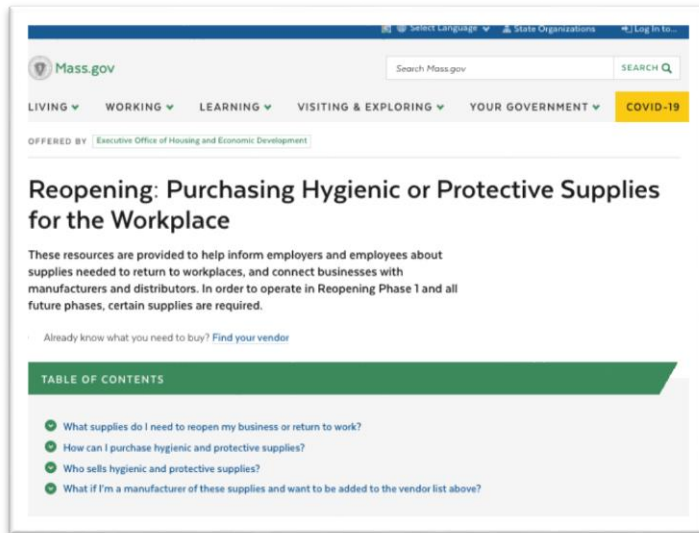 Select Language
State Organizations
Log In to...
Mass.gov
Search Mass.gov
SEARCH
LIVING
WORKING
LEARNING
VISITING & EXPLORING
YOUR GOVERNMENT
COVID-19
OFFERED BY Executive Office of Housing and Economic Development
Reopening: Purchasing Hygienic or Protective Supplies
for the Workplace
These resources are provided to help inform employers and employees about
supplies needed to return to workplaces, and connect businesses with
manufacturers and distributors. In order to operate in Reopening Phase 1 and all
future phases, certain supplies are required.
Already know what you need to buy? Find your vendor
TABLE OF CONTENTS
What supplies do I need to reopen my business or return to work?
How can I purchase hygienic and protective supplies?
Who sells hygienic and protective supplies?
What if I'm a manufacturer of these supplies and want to be added to the vendor list above?